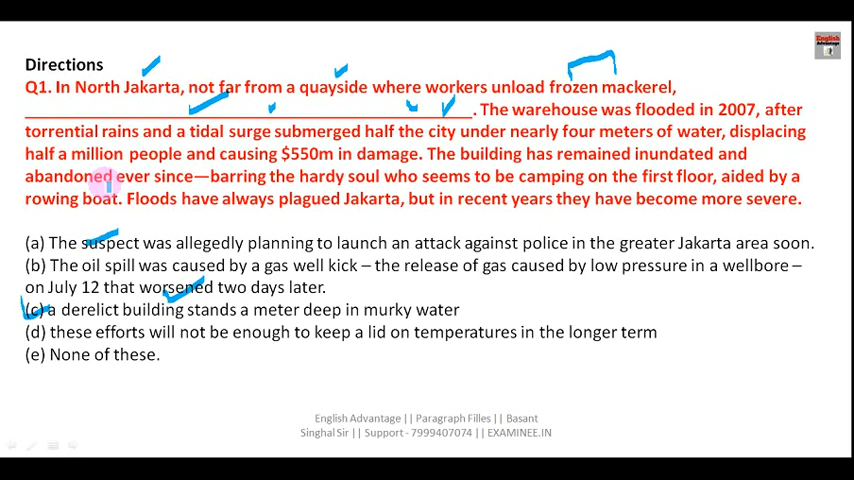 English
Advantage
Directions
Q1. In North Jakarta, not far from a quayside where workers unload frozen mackerel,
______________________________________________________. The warehouse was flooded in 2007, after
torrential rains and a tidal surge submerged half the city under nearly four meters of water, displacing
half a million people and causing $550m in damage. The building has remained inundated and
abandoned ever since—barring the hardy soul who seems to be camping on the first floor, aided by a
rowing boat. Floods have always plagued Jakarta, but in recent years they have become more severe.
(a) The suspect was allegedly planning to launch an attack against police in the greater Jakarta area soon.
(b) The oil spill was caused by a gas well kick – the release of gas caused by low pressure in a wellbore –
on July 12 that worsened two days later.
(c) a derelict building stands a meter deep in murky water
(d) these efforts will not be enough to keep a lid on temperatures in the longer term
(e) None of these.
English Advantage || Paragraph Filles || Basant
Singhal Sir || Support - 7999407074 || EXAMINEE.IN